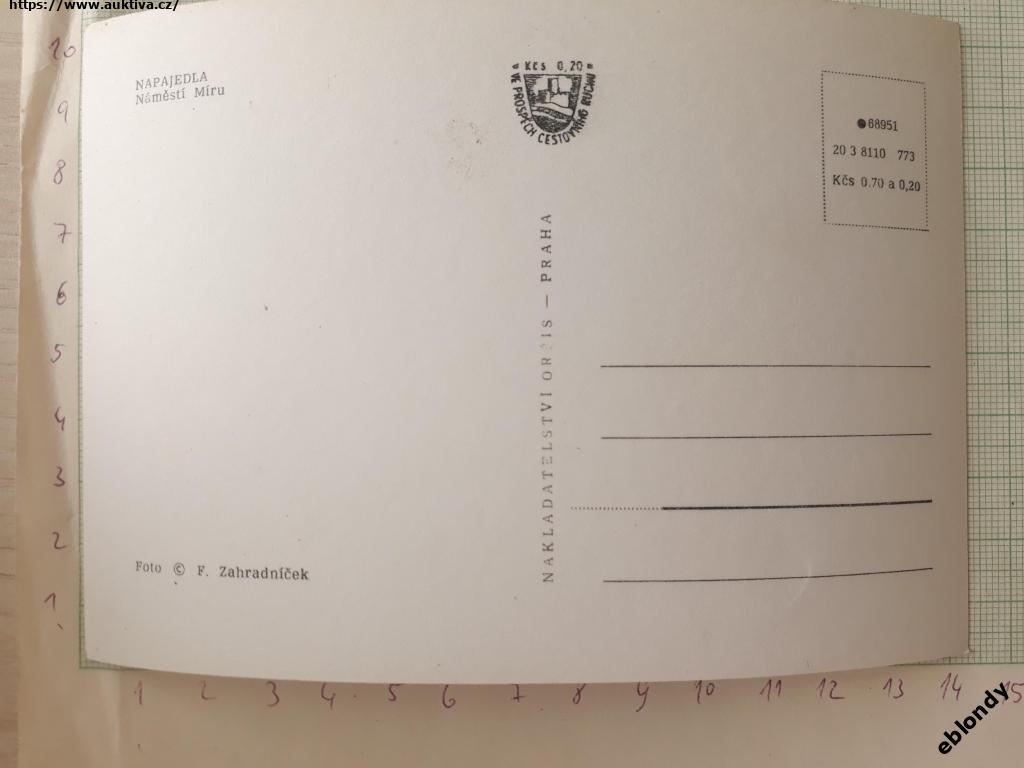 https://www.auktiva.cz/
NAPAJEDLA
Náměstí Míru
Kčs 0,20
VE PROSPĚCH CESTOVNÍHO RUCHU
●68951
20 3 8110 773
Kčs 0.70 a 0,20
NAKLADATELSTVÍ ORBIS — PRAHA
Foto © F. Zahradníček
10
9
8
7
6
5
4
3
2
1
1 2 3 4 5 6 7 8 9 10 11 12 13 14 15
eblondy